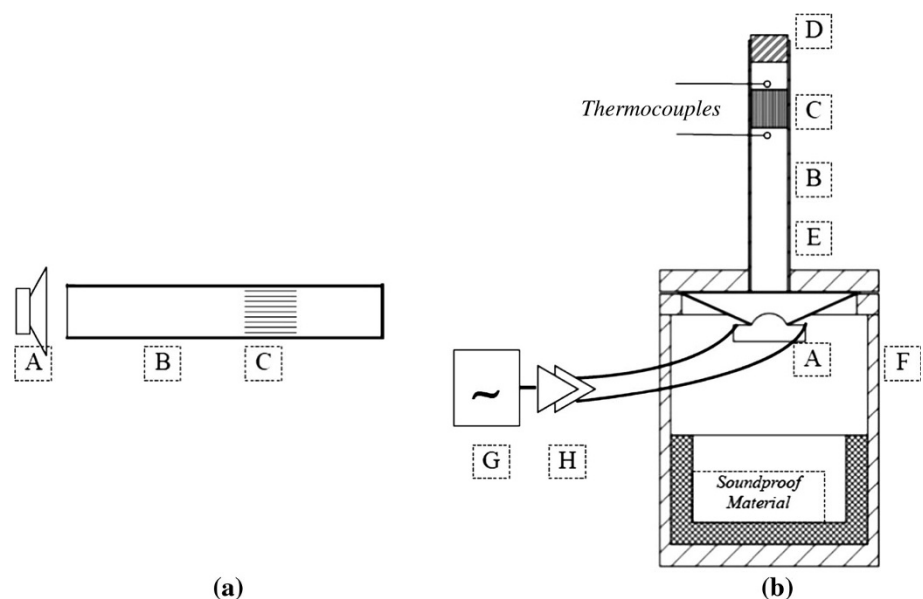 A
B
C
(a)
D
Thermocouples
C
B
E
A
F
~
G
H
Soundproof
Material
(b)